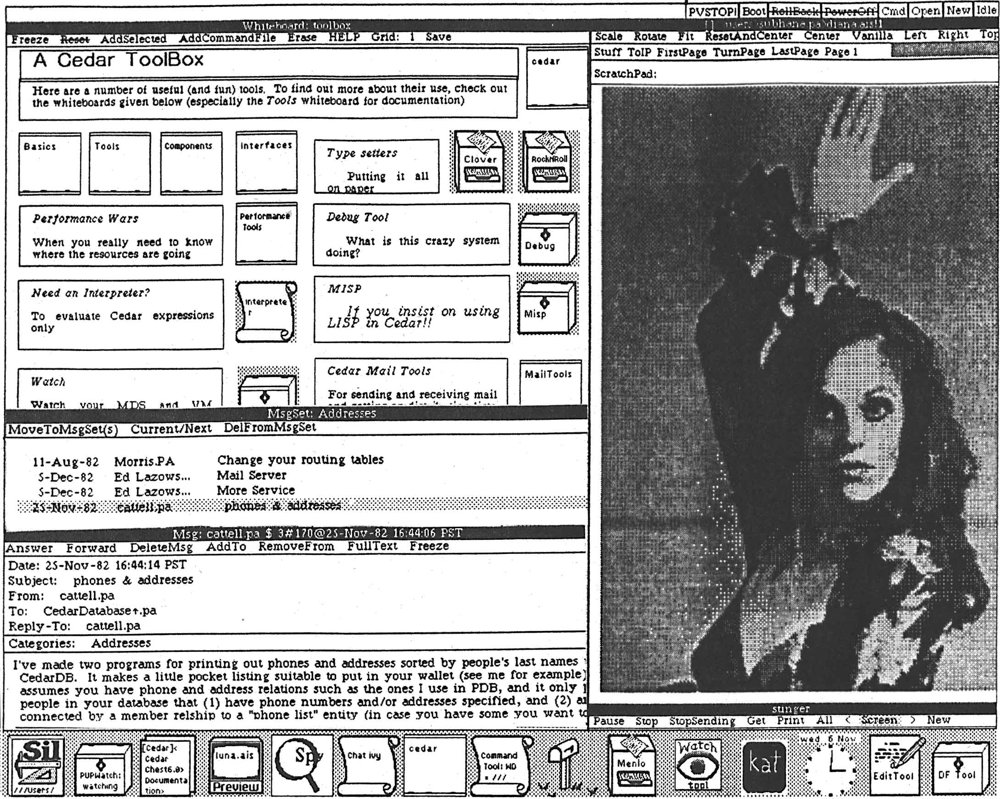 PVSTOP! Boot RollBack PowerOff Cmd Open New Idle
Whiteboard: toolbox
Freeze Reset AddSelected AddCommandFile Erase HELP Grid: 1 Save
A Cedar ToolBox
Here are a number of useful (and fun) tools. To find out more about their use, check out
the whiteboards given below (especially the Tools whiteboard for documentation)
cedar
Basics
Tools
Components
Interfaces
Type setters
Putting it all
on paper
Clover
RockNRoll
Performance Wars
When you really need to know
where the resources are going
Performance
Tools
Debug Tool
What is this crazy system
doing?
Debug
Need an Interpreter?
To evaluate Cedar expressions
only
Interprete
r
MISP
If you insist on using
LISP in Cedar!!
Misp
Watch
Watch your MDS and VM
Cedar Mail Tools
For sending and receiving mail
MailTools
MsgSet: Addresses
MoveToMsgSet(s) Current/Next DelFromMsgSet
11-Aug-82 Morris.PA Change your routing tables
5-Dec-82 Ed Lazows... Mail Server
5-Dec-82 Ed Lazows... More Service
25-Nov-82 cattell.pa phones & addresses
Msg: cattell.pa $ 3#170@25-Nov-82 16:44:06 PST
Answer Forward DeleteMsg AddTo RemoveFrom FullText Freeze
Date: 25-Nov-82 16:44:14 PST
Subject: phones & addresses
From: cattell.pa
To: CedarDatabase↑.pa
Reply-To: cattell.pa
Categories: Addresses
I've made two programs for printing out phones and addresses sorted by people's last names
CedarDB. It makes a little pocket listing suitable to put in your wallet (see me for example)
assumes you have phone and address relations such as the ones I use in PDB, and it only
people in your database that (1) have phone numbers and/or addresses specified, and (2)
connected by a member relship to a "phone list" entity (in case you have some you want to
Scale Rotate Fit ResetAndCenter Center Vanilla Left Right Top
Stuff ToIP FirstPage TurnPage LastPage Page 1
ScratchPad:
stinger
Pause Stop StopSending Get Print All < Screen > New
Sil
///Users/
PUPWatch:
watching
[Cedar]<
Cedar
Chest6.0>
Documenta
tion>
luna.ais
Preview
Spy
Chat ivy
cedar
Command
Tool: WD
= ///
Menlo
Watch
tool
kat
wed 6 Nov
EditTool
DF Tool